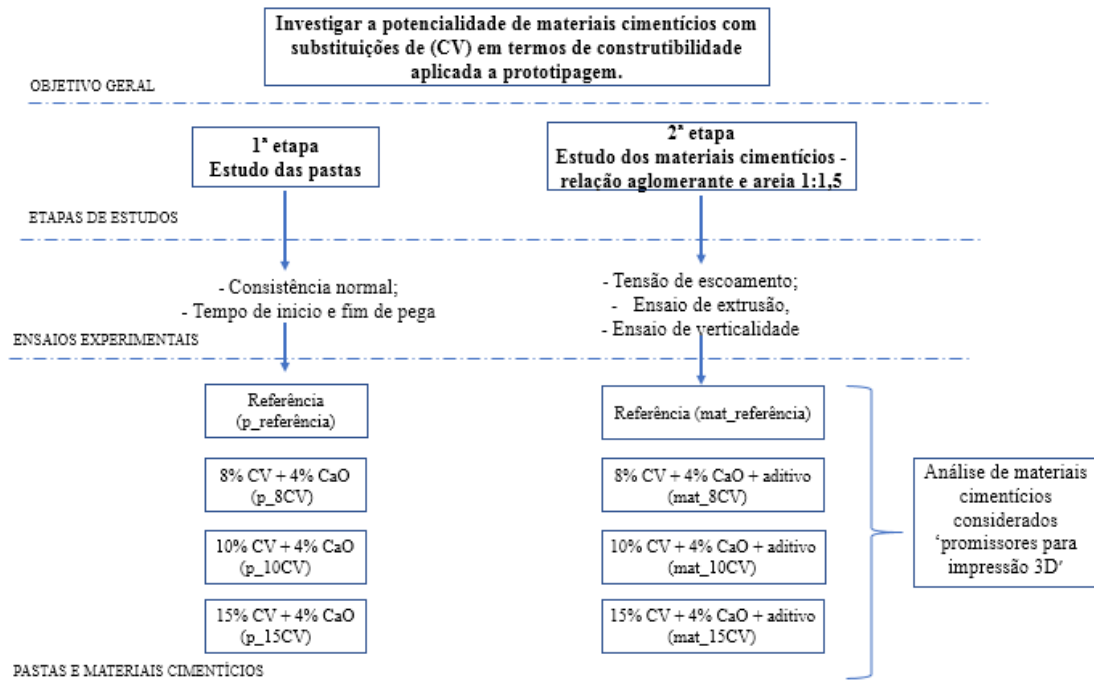 Investigar a potencialidade de materiais cimentícios com
substituições de (CV) em termos de construtibilidade
aplicada a prototipagem.
OBJETIVO GERAL
1ª etapa
Estudo das pastas
2ª etapa
Estudo dos materiais cimentícios -
relação aglomerante e areia 1:1,5
ETAPAS DE ESTUDOS
- Consistência normal;
- Tempo de inicio e fim de pega
- Tensão de escoamento;
- Ensaio de extrusão,
- Ensaio de verticalidade
ENSAIOS EXPERIMENTAIS
Referência
(p_referência)
Referência (mat_referência)
8% CV + 4% CaO
(p_8CV)
8% CV + 4% CaO + aditivo
(mat_8CV)
10% CV + 4% CaO
(p_10CV)
10% CV + 4% CaO + aditivo
(mat_10CV)
15% CV + 4% CaO
(p_15CV)
15% CV + 4% CaO + aditivo
(mat_15CV)
Análise de materiais
cimentícios
considerados
‘promissores para
impressão 3D’
PASTAS E MATERIAIS CIMENTÍCIOS